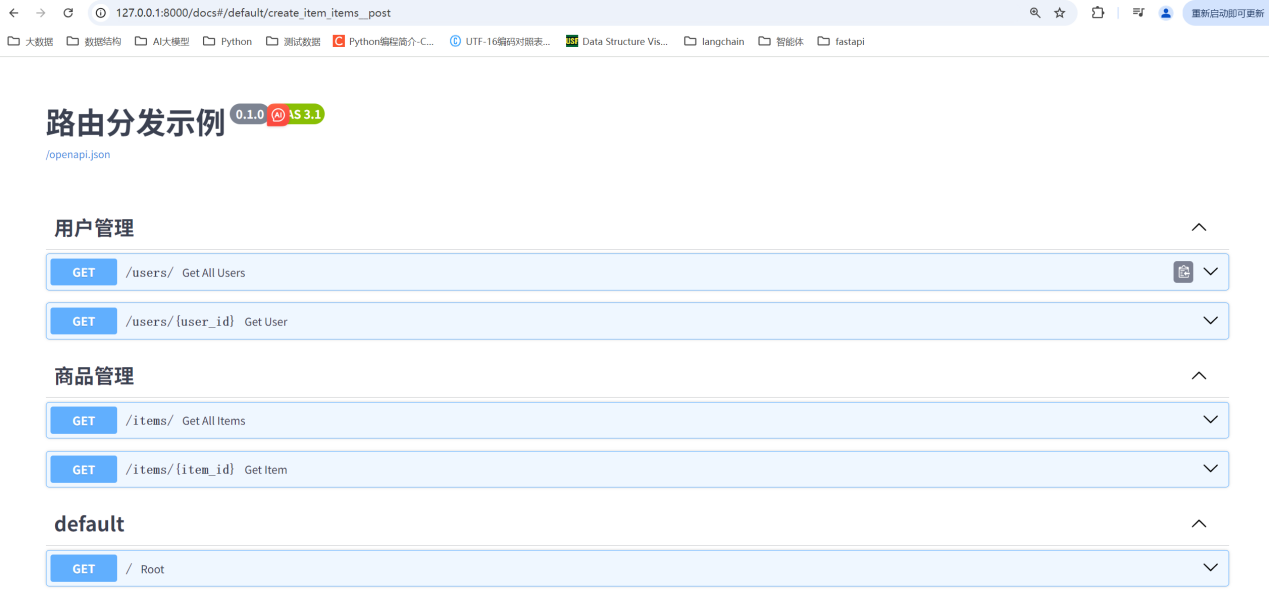 127.0.0.1:8000/docs#/default/create_item_items__post
重新启动即可更新
大数据 数据结构 AI大模型 Python 测试数据 Python编程简介-C... UTF-16编码对照表... Data Structure Vis... langchain 智能体 fastapi
路由分发示例 0.1.0 AI AS 3.1
/openapi.json
用户管理
GET /users/ Get All Users
GET /users/{user_id} Get User
商品管理
GET /items/ Get All Items
GET /items/{item_id} Get Item
default
GET / Root